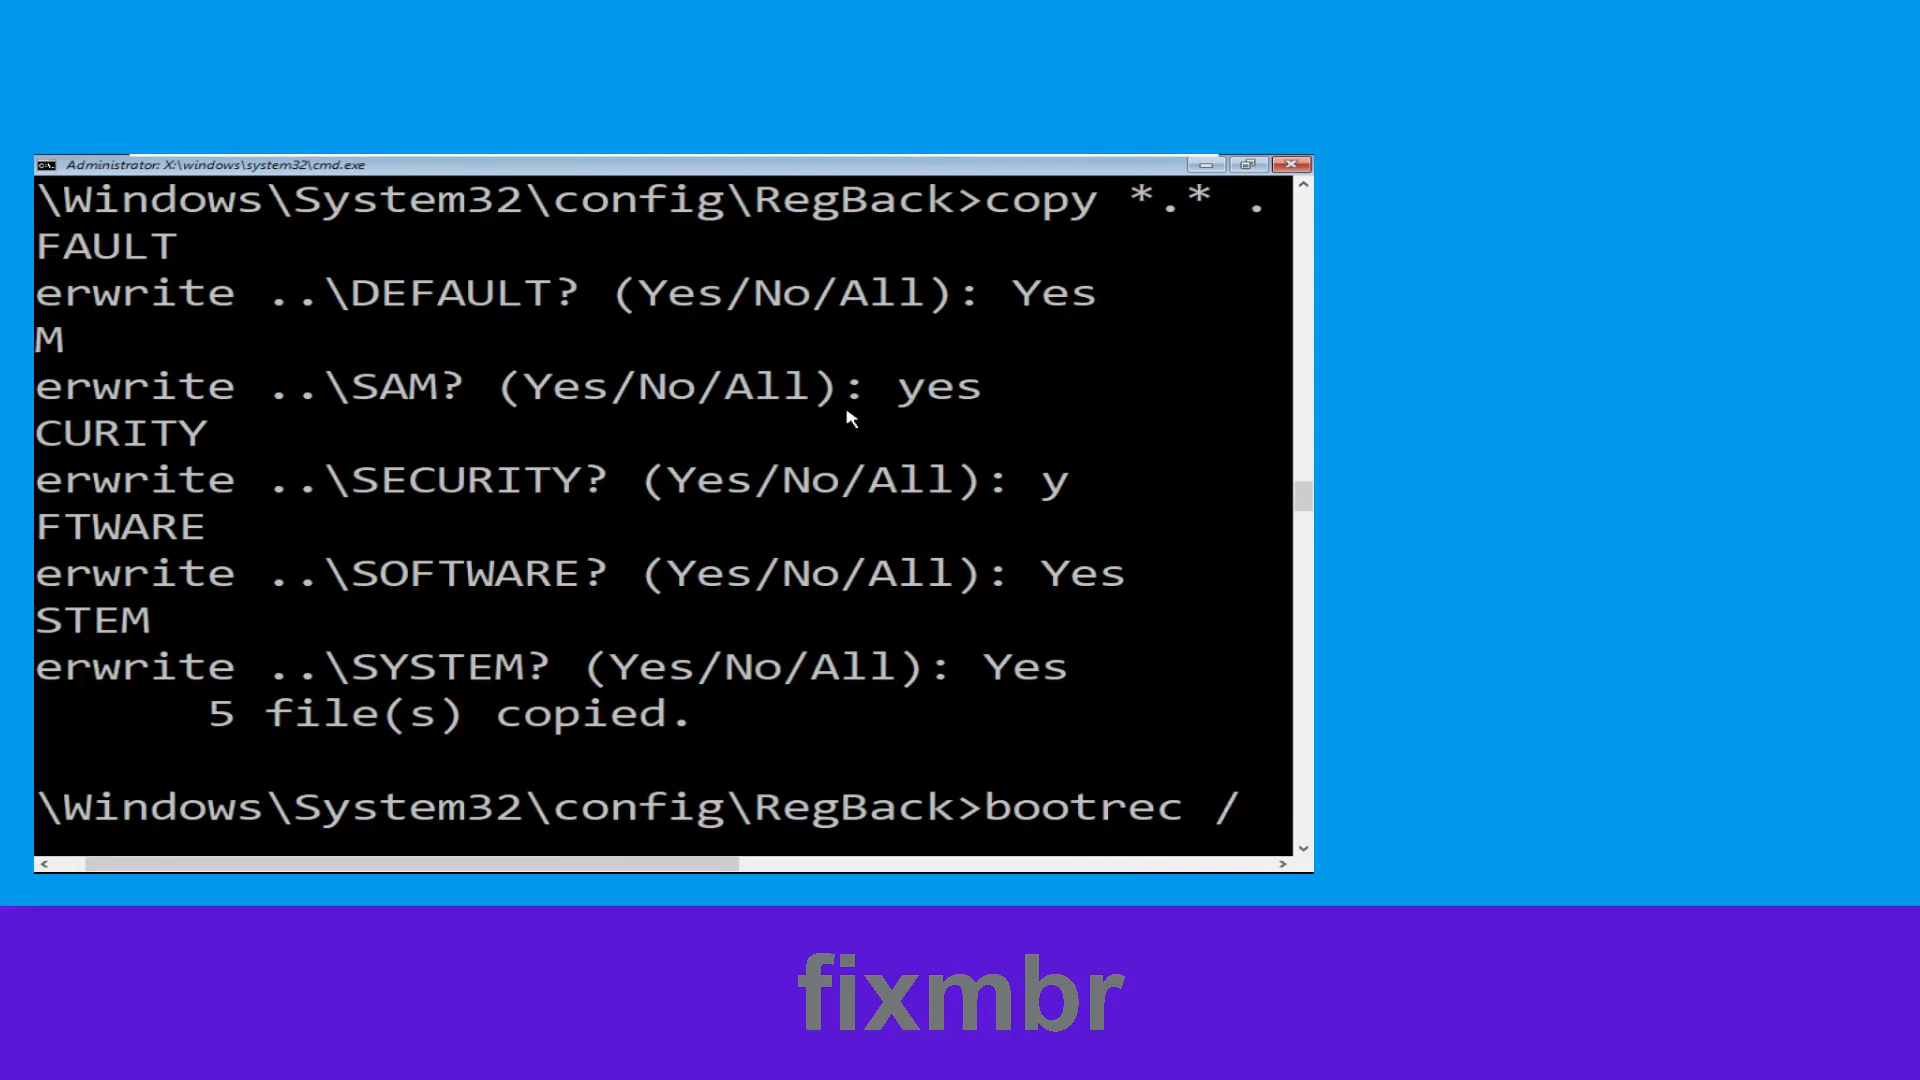 Administrator: X:\windows\system32\cmd.exe
\Windows\System32\config\RegBack>copy *.* .
FAULT
erwrite ..\DEFAULT? (Yes/No/All): Yes
M
erwrite ..\SAM? (Yes/No/All): yes
CURITY
erwrite ..\SECURITY? (Yes/No/All): y
FTWARE
erwrite ..\SOFTWARE? (Yes/No/All): Yes
STEM
erwrite ..\SYSTEM? (Yes/No/All): Yes
5 file(s) copied.
\Windows\System32\config\RegBack>bootrec /
fixmbr